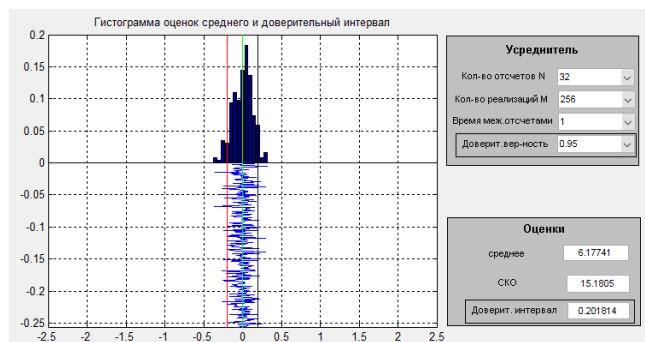 Гистограмма оценок среднего и доверительный интервал
0.2
0.15
0.1
0.05
0
-0.05
-0.1
-0.15
-0.2
-0.25
-2.5 -2 -1.5 -1 -0.5 0 0.5 1 1.5 2 2.5
Усреднитель
Кол-во отсчетов N 32
Кол-во реализаций M 256
Время меж.отсчетами 1
Доверит.вер-ность 0.95
Оценки
среднее 6.17741
СКО 15.1805
Доверит. интервал 0.201814